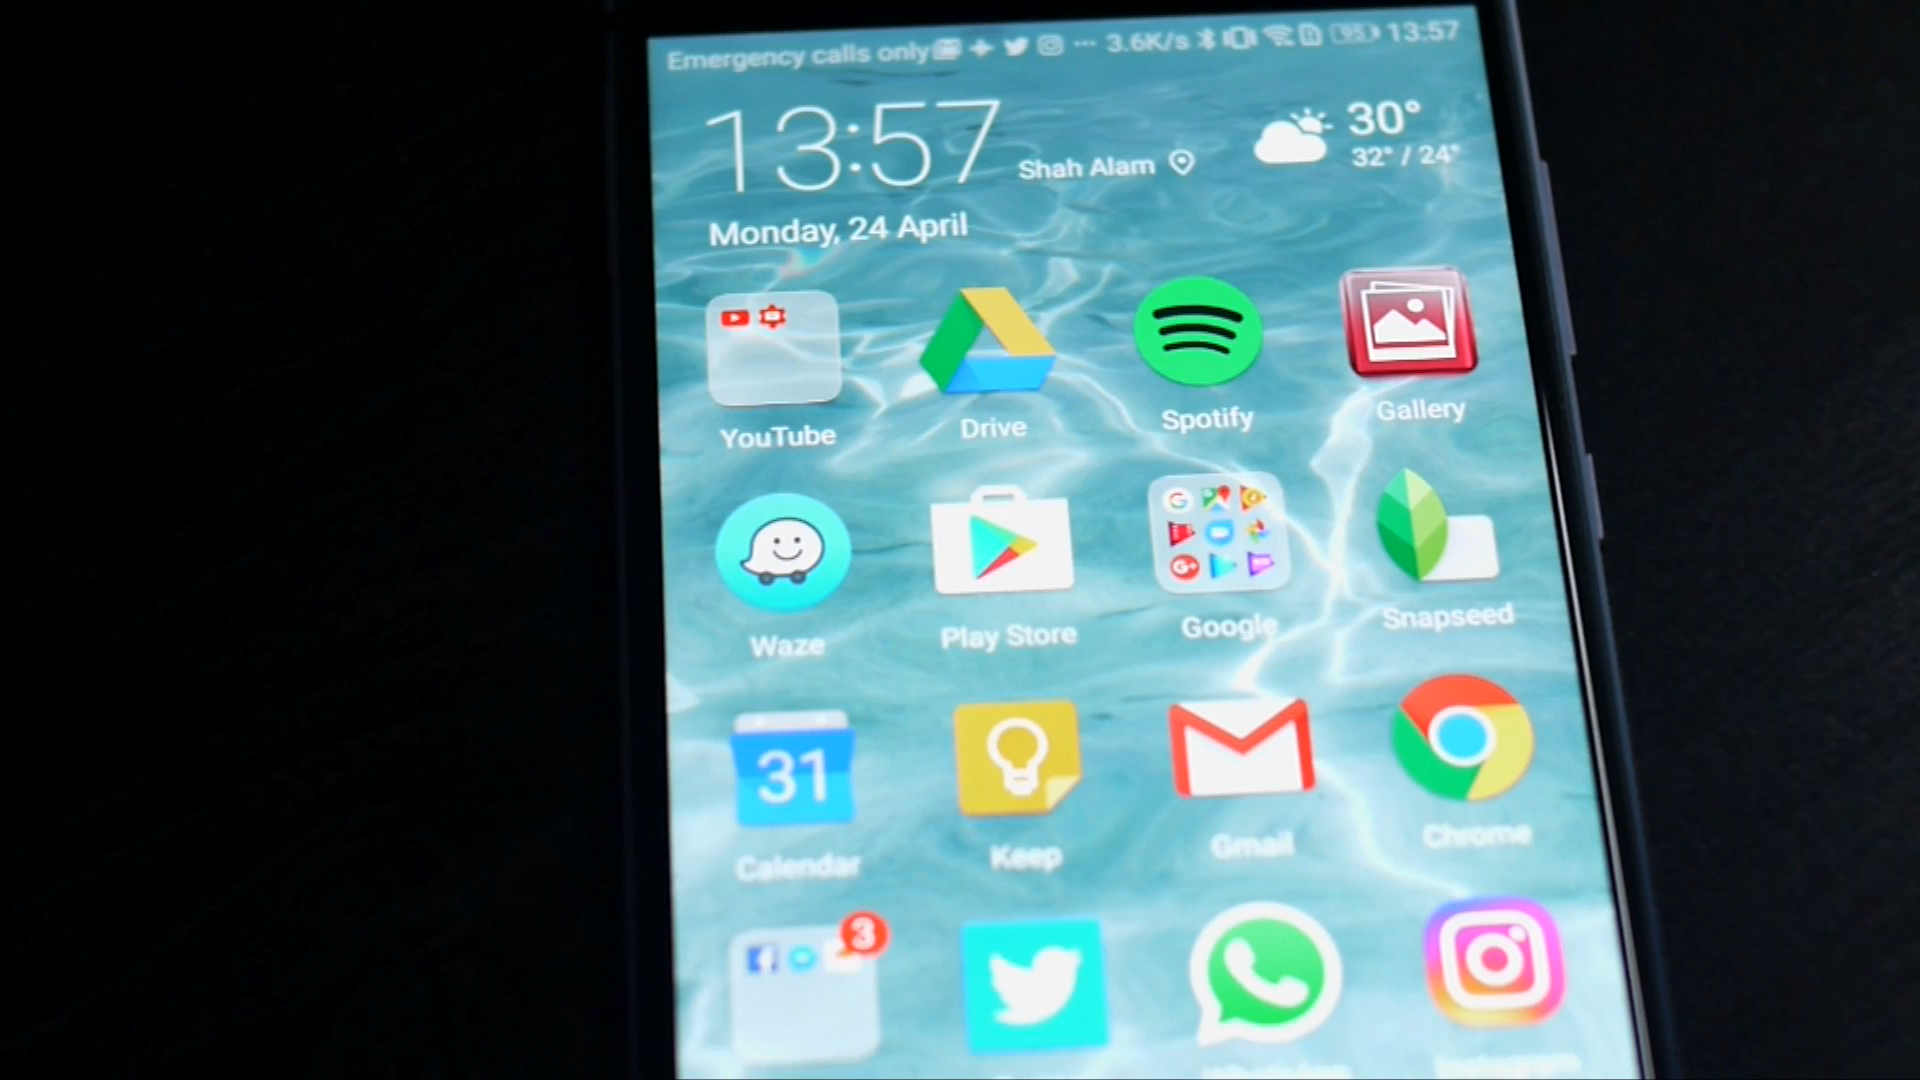 Emergency calls only 3.6K/s 95 13:57
13:57
Shah Alam
30°
32° / 24°
Monday, 24 April
YouTube Drive Spotify Gallery
Waze Play Store Google Snapseed
31
Calendar Keep Gmail Chrome
3